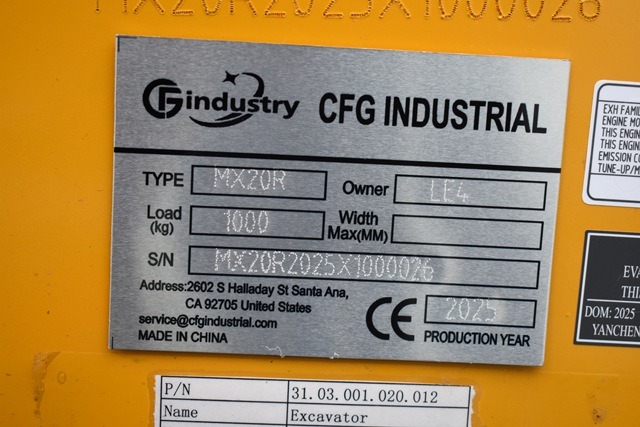 MX20R2025X1000026
CFG industry CFG INDUSTRIAL
TYPE MX20R Owner LE4
Load (kg) 1000 Width Max(MM)
S/N MX20R2025X1000026
Address:2602 S Halladay St Santa Ana,
CA 92705 United States
service@cfgindustrial.com
MADE IN CHINA
CE
2025
PRODUCTION YEAR
P/N 31.03.001.020.012
Name Excavator
EXH FAMI
ENGINE MO
THIS ENGIN
THIS ENGIN
EMISSION CO
TUNE-UP/M
EVA
THI
DOM: 2025
YANCHEN